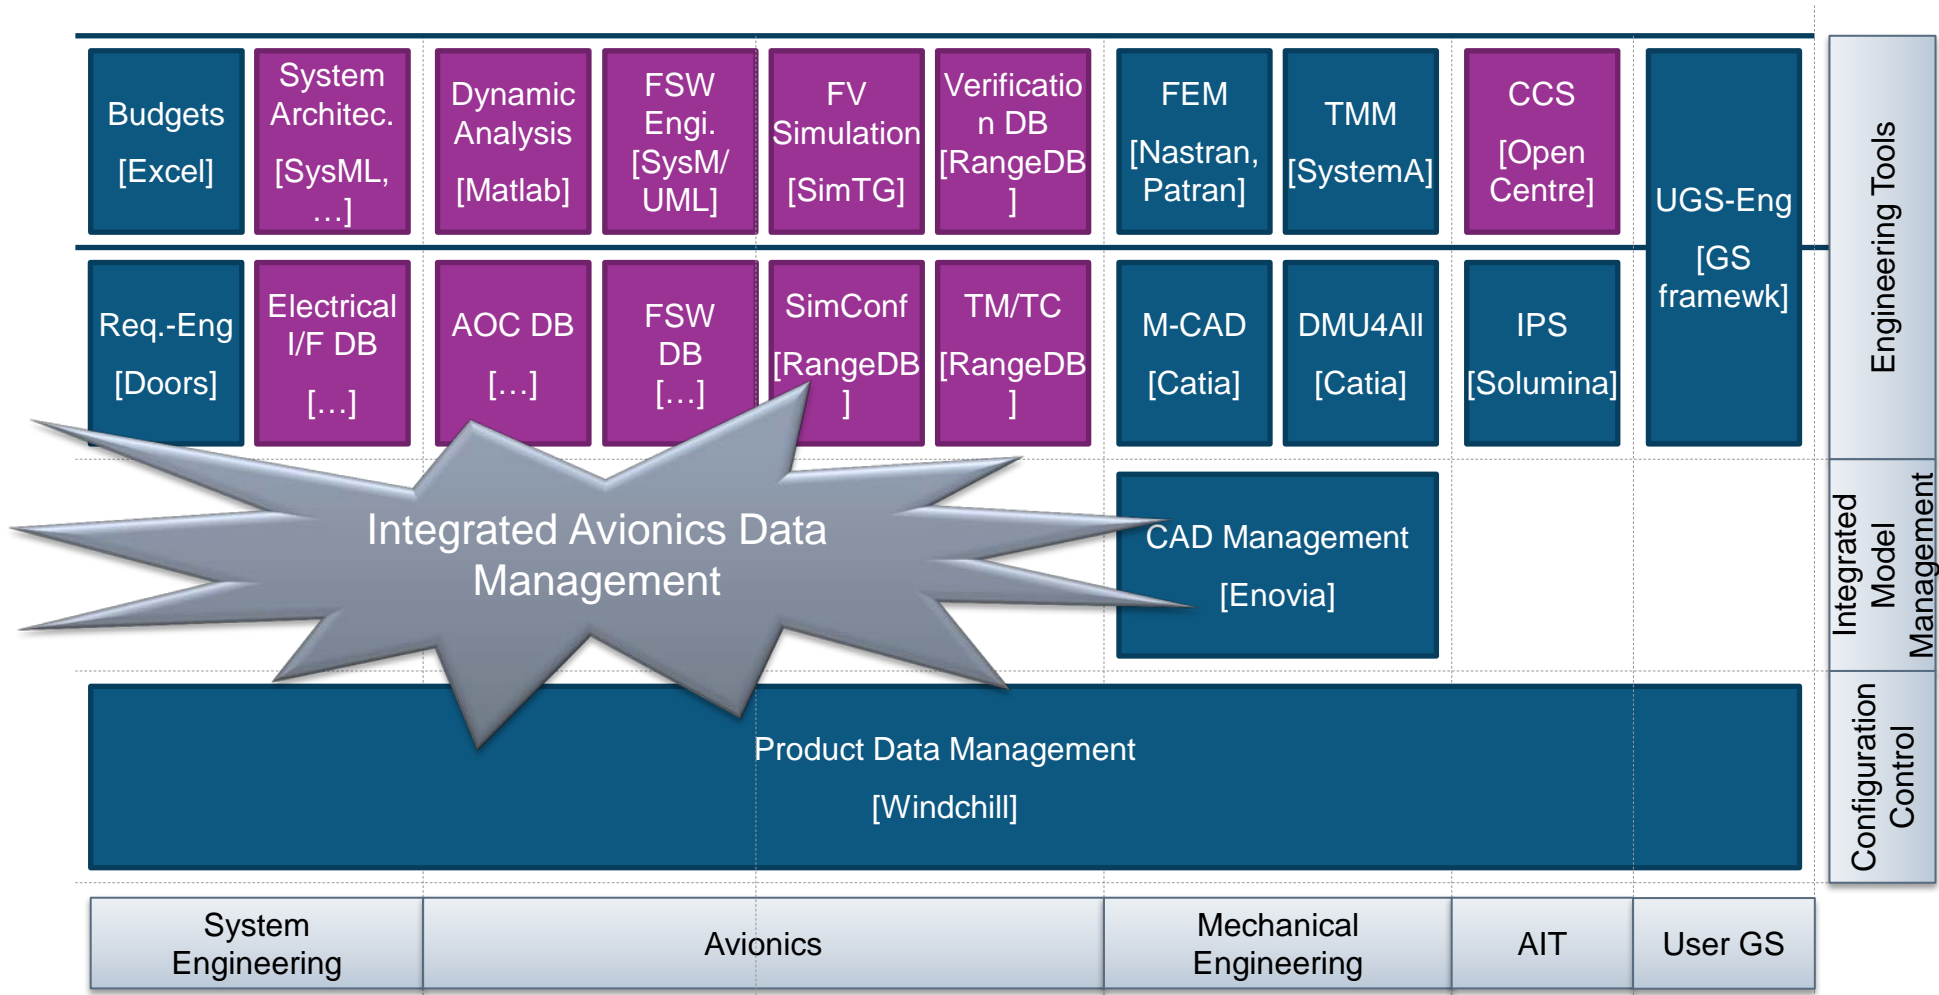 Budgets
[Excel]
System
Architec.
[SysML,
…]
Dynamic
Analysis
[Matlab]
FSW
Engi.
[SysM/
UML]
FV
Simulation
[SimTG]
Verificatio
n DB
[RangeDB
]
FEM
[Nastran,
Patran]
TMM
[SystemA]
CCS
[Open
Centre]
UGS-Eng
[GS
framewk]
Engineering Tools
Req.-Eng
[Doors]
Electrical
I/F DB
[…]
AOC DB
[…]
FSW
DB
[…]
SimConf
[RangeDB
]
TM/TC
[RangeDB
]
M-CAD
[Catia]
DMU4All
[Catia]
IPS
[Solumina]
Integrated Avionics Data
Management
CAD Management
[Enovia]
Integrated
Model
Management
Product Data Management
[Windchill]
Configuration
Control
System
Engineering
Avionics
Mechanical
Engineering
AIT
User GS